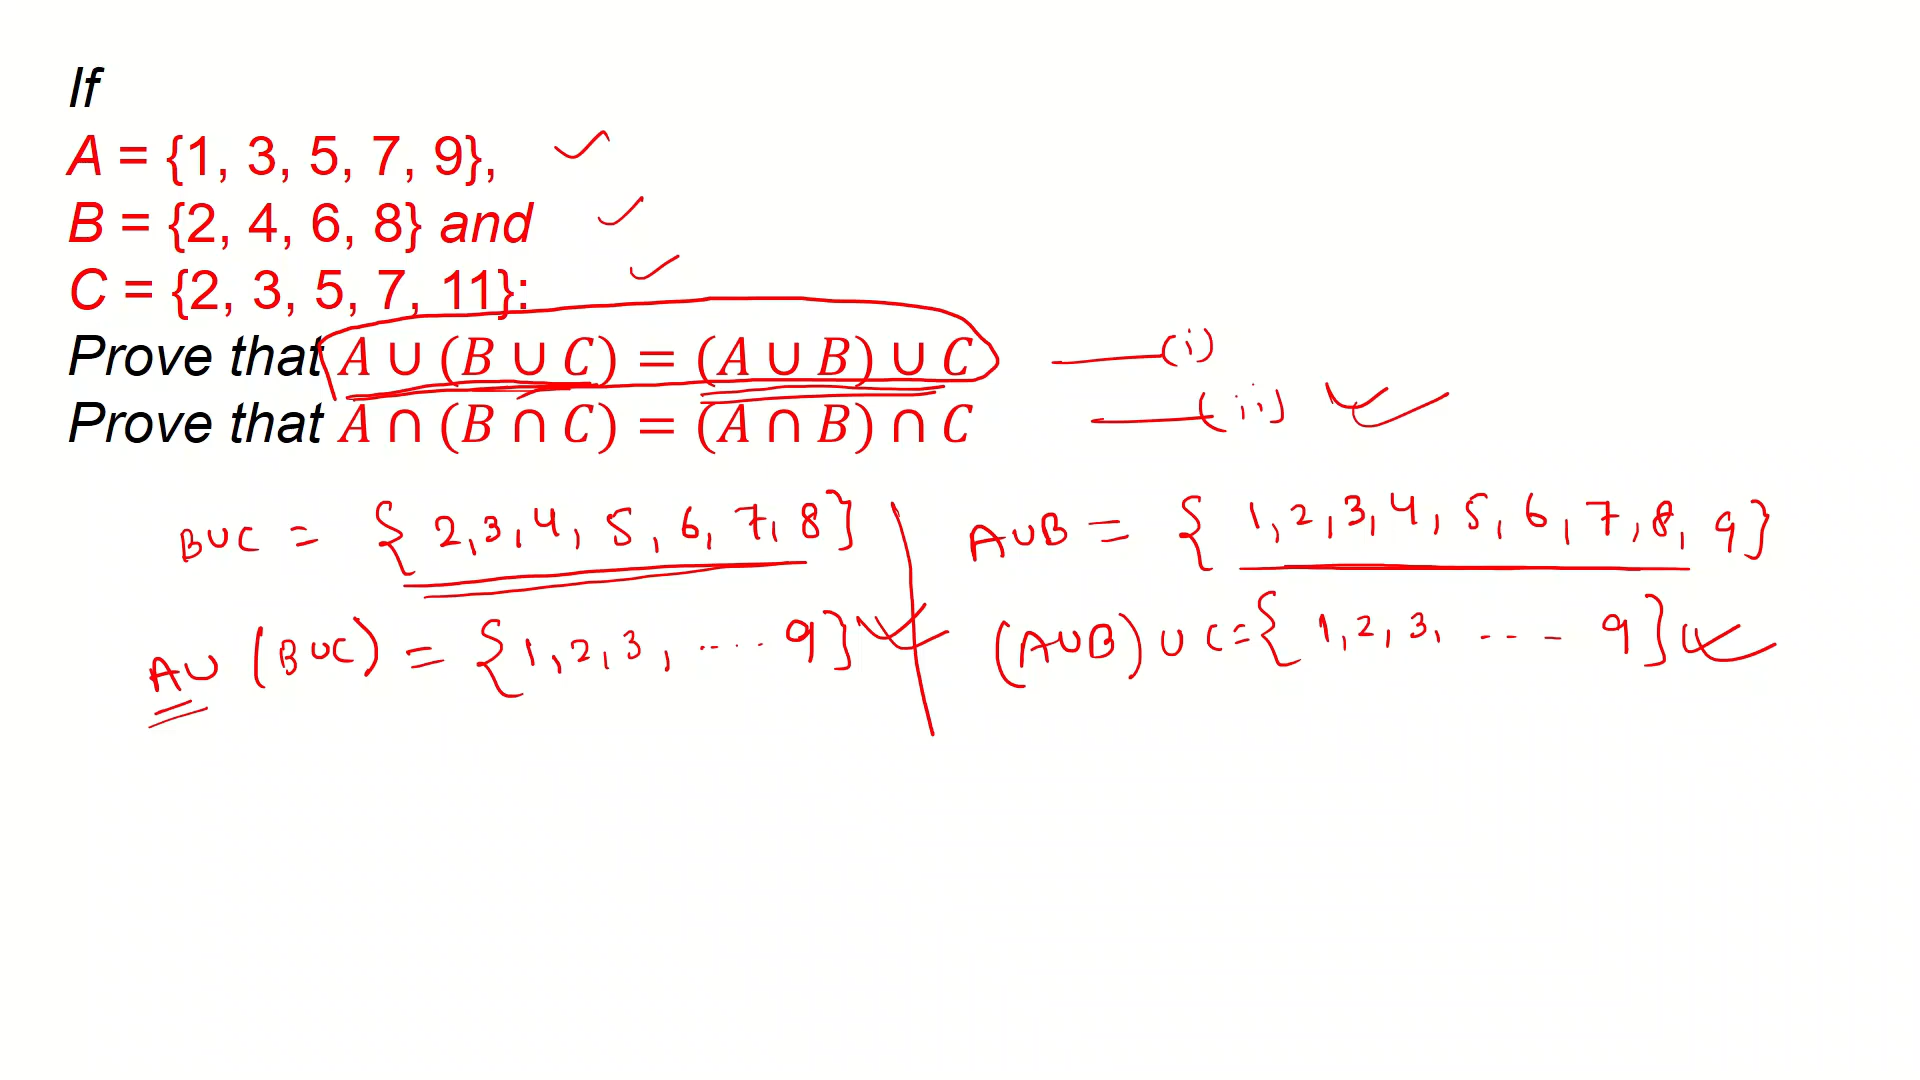 If
A = {1, 3, 5, 7, 9},
B = {2, 4, 6, 8} and
C = {2, 3, 5, 7, 11}:
Prove that A ∪ (B ∪ C) = (A ∪ B) ∪ C ——(i)
Prove that A ∩ (B ∩ C) = (A ∩ B) ∩ C ——(ii)
B∪C = {2,3,4,5,6,7,8}
A∪(B∪C) = {1,2,3,.....9}
A∪B = {1,2,3,4,5,6,7,8,9}
(A∪B)∪C={1,2,3,---- 9}